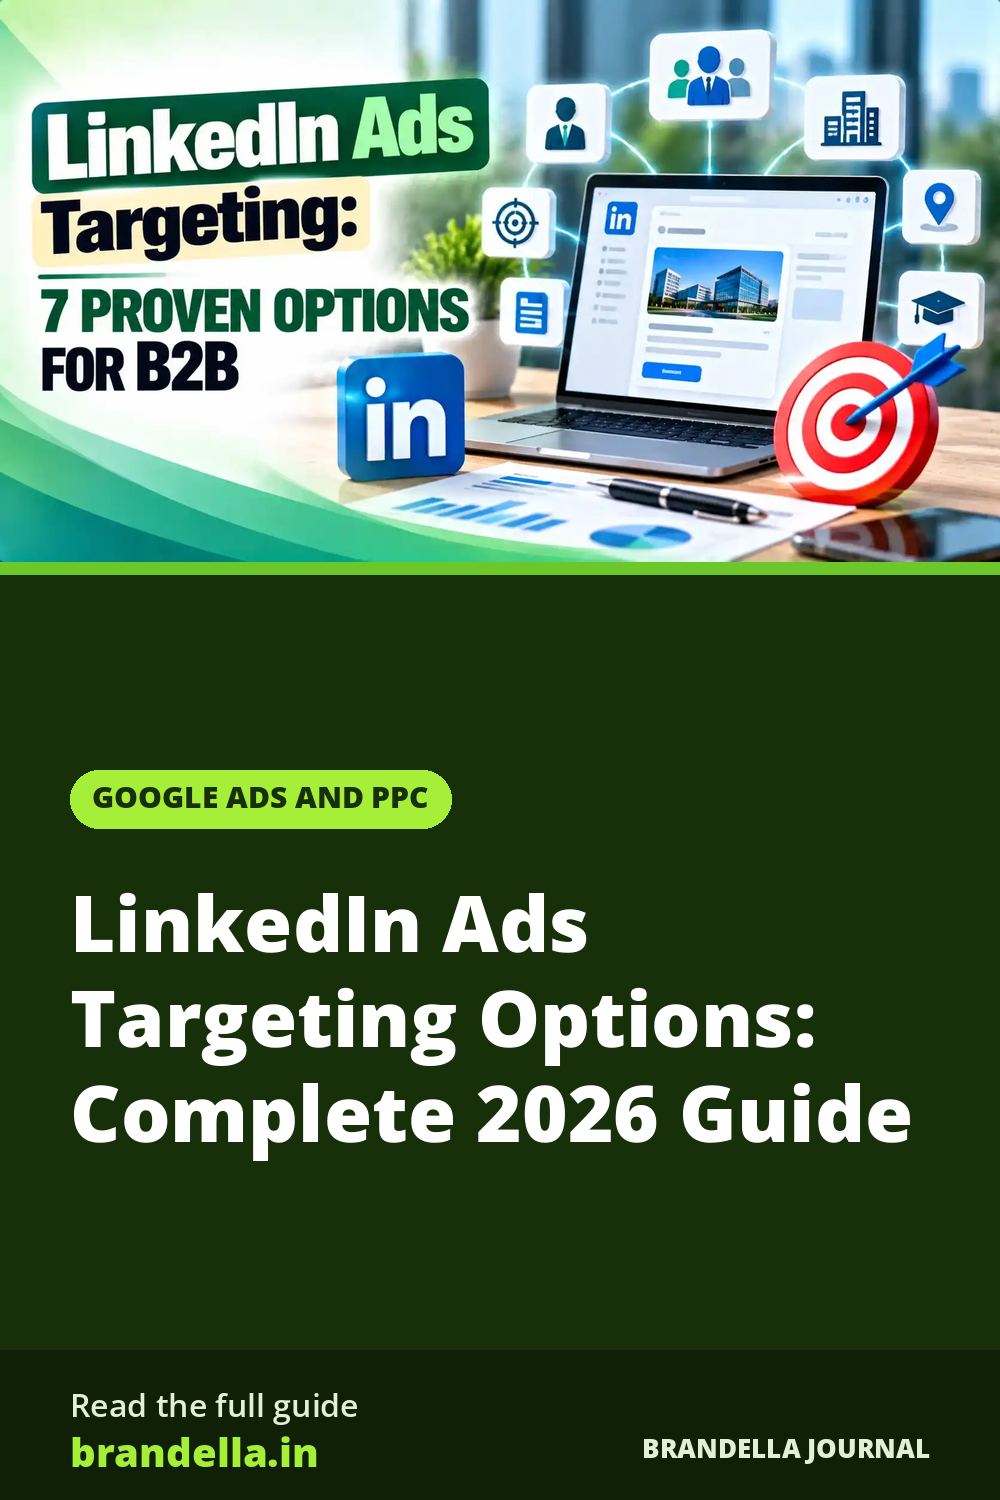 LinkedIn Ads
Targeting:
7 PROVEN OPTIONS
FOR B2B
in
in
GOOGLE ADS AND PPC
LinkedIn Ads
Targeting Options:
Complete 2026 Guide
Read the full guide
brandella.in
BRANDELLA JOURNAL